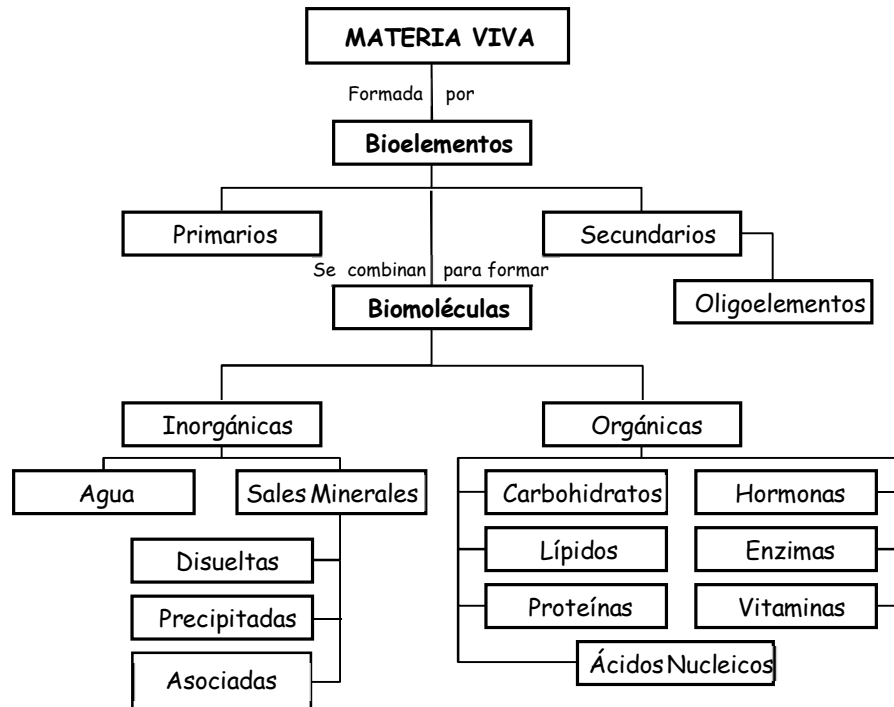 MATERIA VIVA
Formada por
Bioelementos
Primarios
Secundarios
Oligoelementos
Se combinan para formar
Biomoléculas
Inorgánicas
Orgánicas
Agua
Sales Minerales
Carbohidratos
Hormonas
Disueltas
Lípidos
Enzimas
Precipitadas
Proteínas
Vitaminas
Asociadas
Ácidos Nucleicos